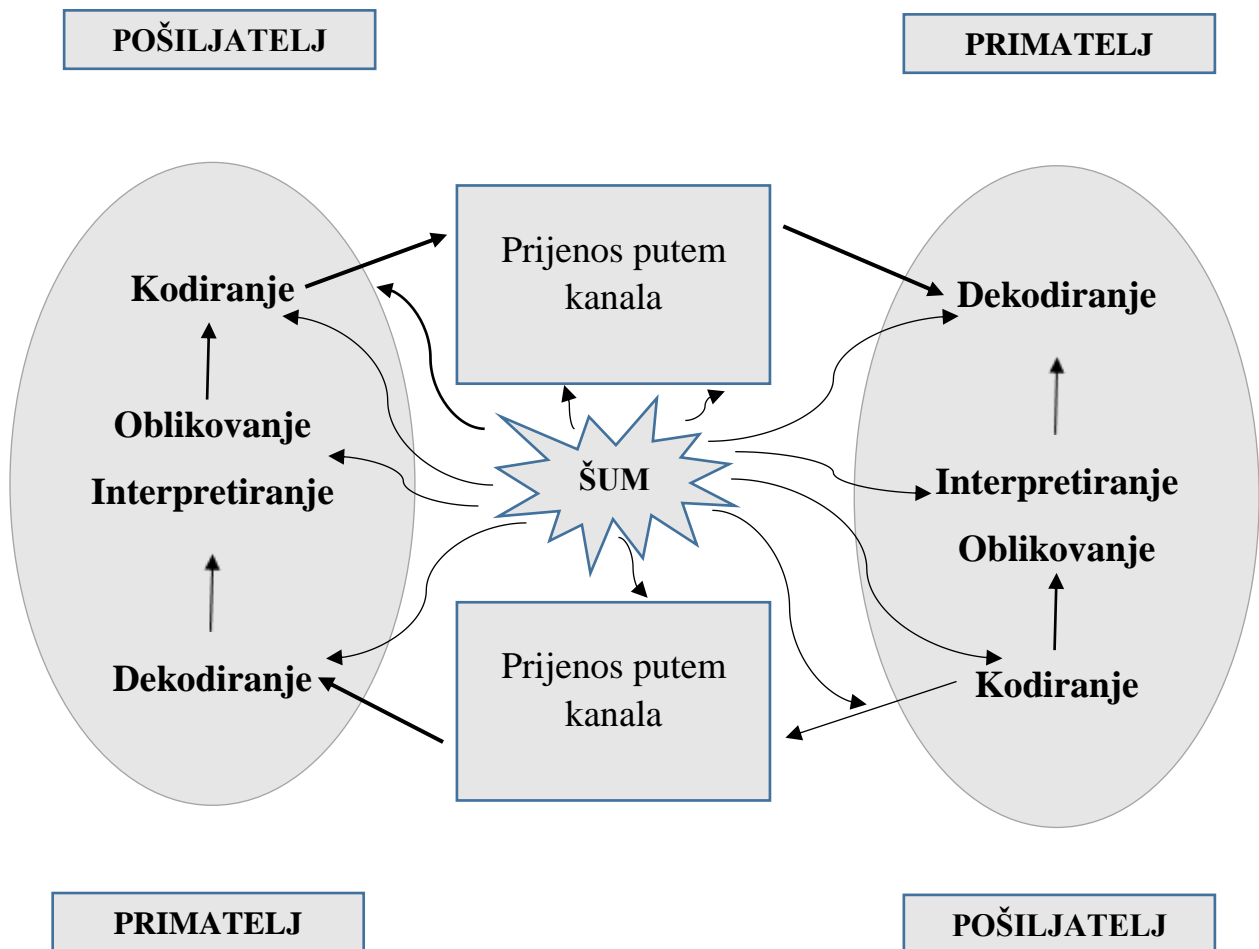 POŠILJATELJ
PRIMATELJ
Prijenos putem
kanala
Kodiranje
Dekodiranje
Oblikovanje
Interpretiranje
ŠUM
Interpretiranje
Oblikovanje
Dekodiranje
Prijenos putem
kanala
Kodiranje
PRIMATELJ
POŠILJATELJ